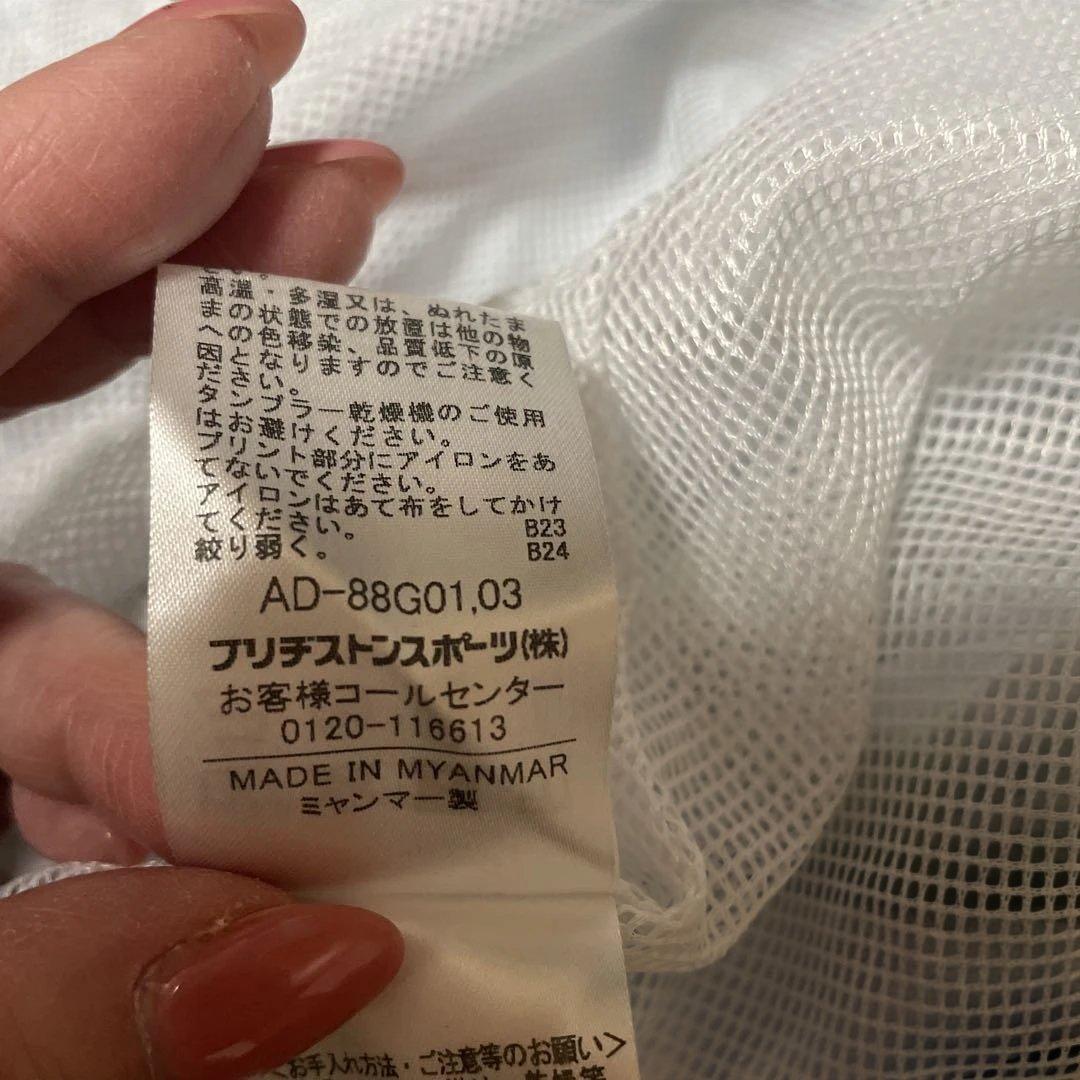 高温・多湿又は、ぬれたま
まの状態での放置は他の物
への色移染、品質低下の原
因となりますのでご注意く
ださい。
タンブラー乾燥機のご使用
はお避けください。
プリント部分にアイロンをあ
てないでください。
アイロンはあて布をしてかけ
てください。 B23
絞り弱く。 B24
AD-88G01,03
ブリヂストンスポーツ(株)
お客様コールセンター
0120-116613
MADE IN MYANMAR
ミャンマー製
<お手入れ方法・ご注意等のお願い>